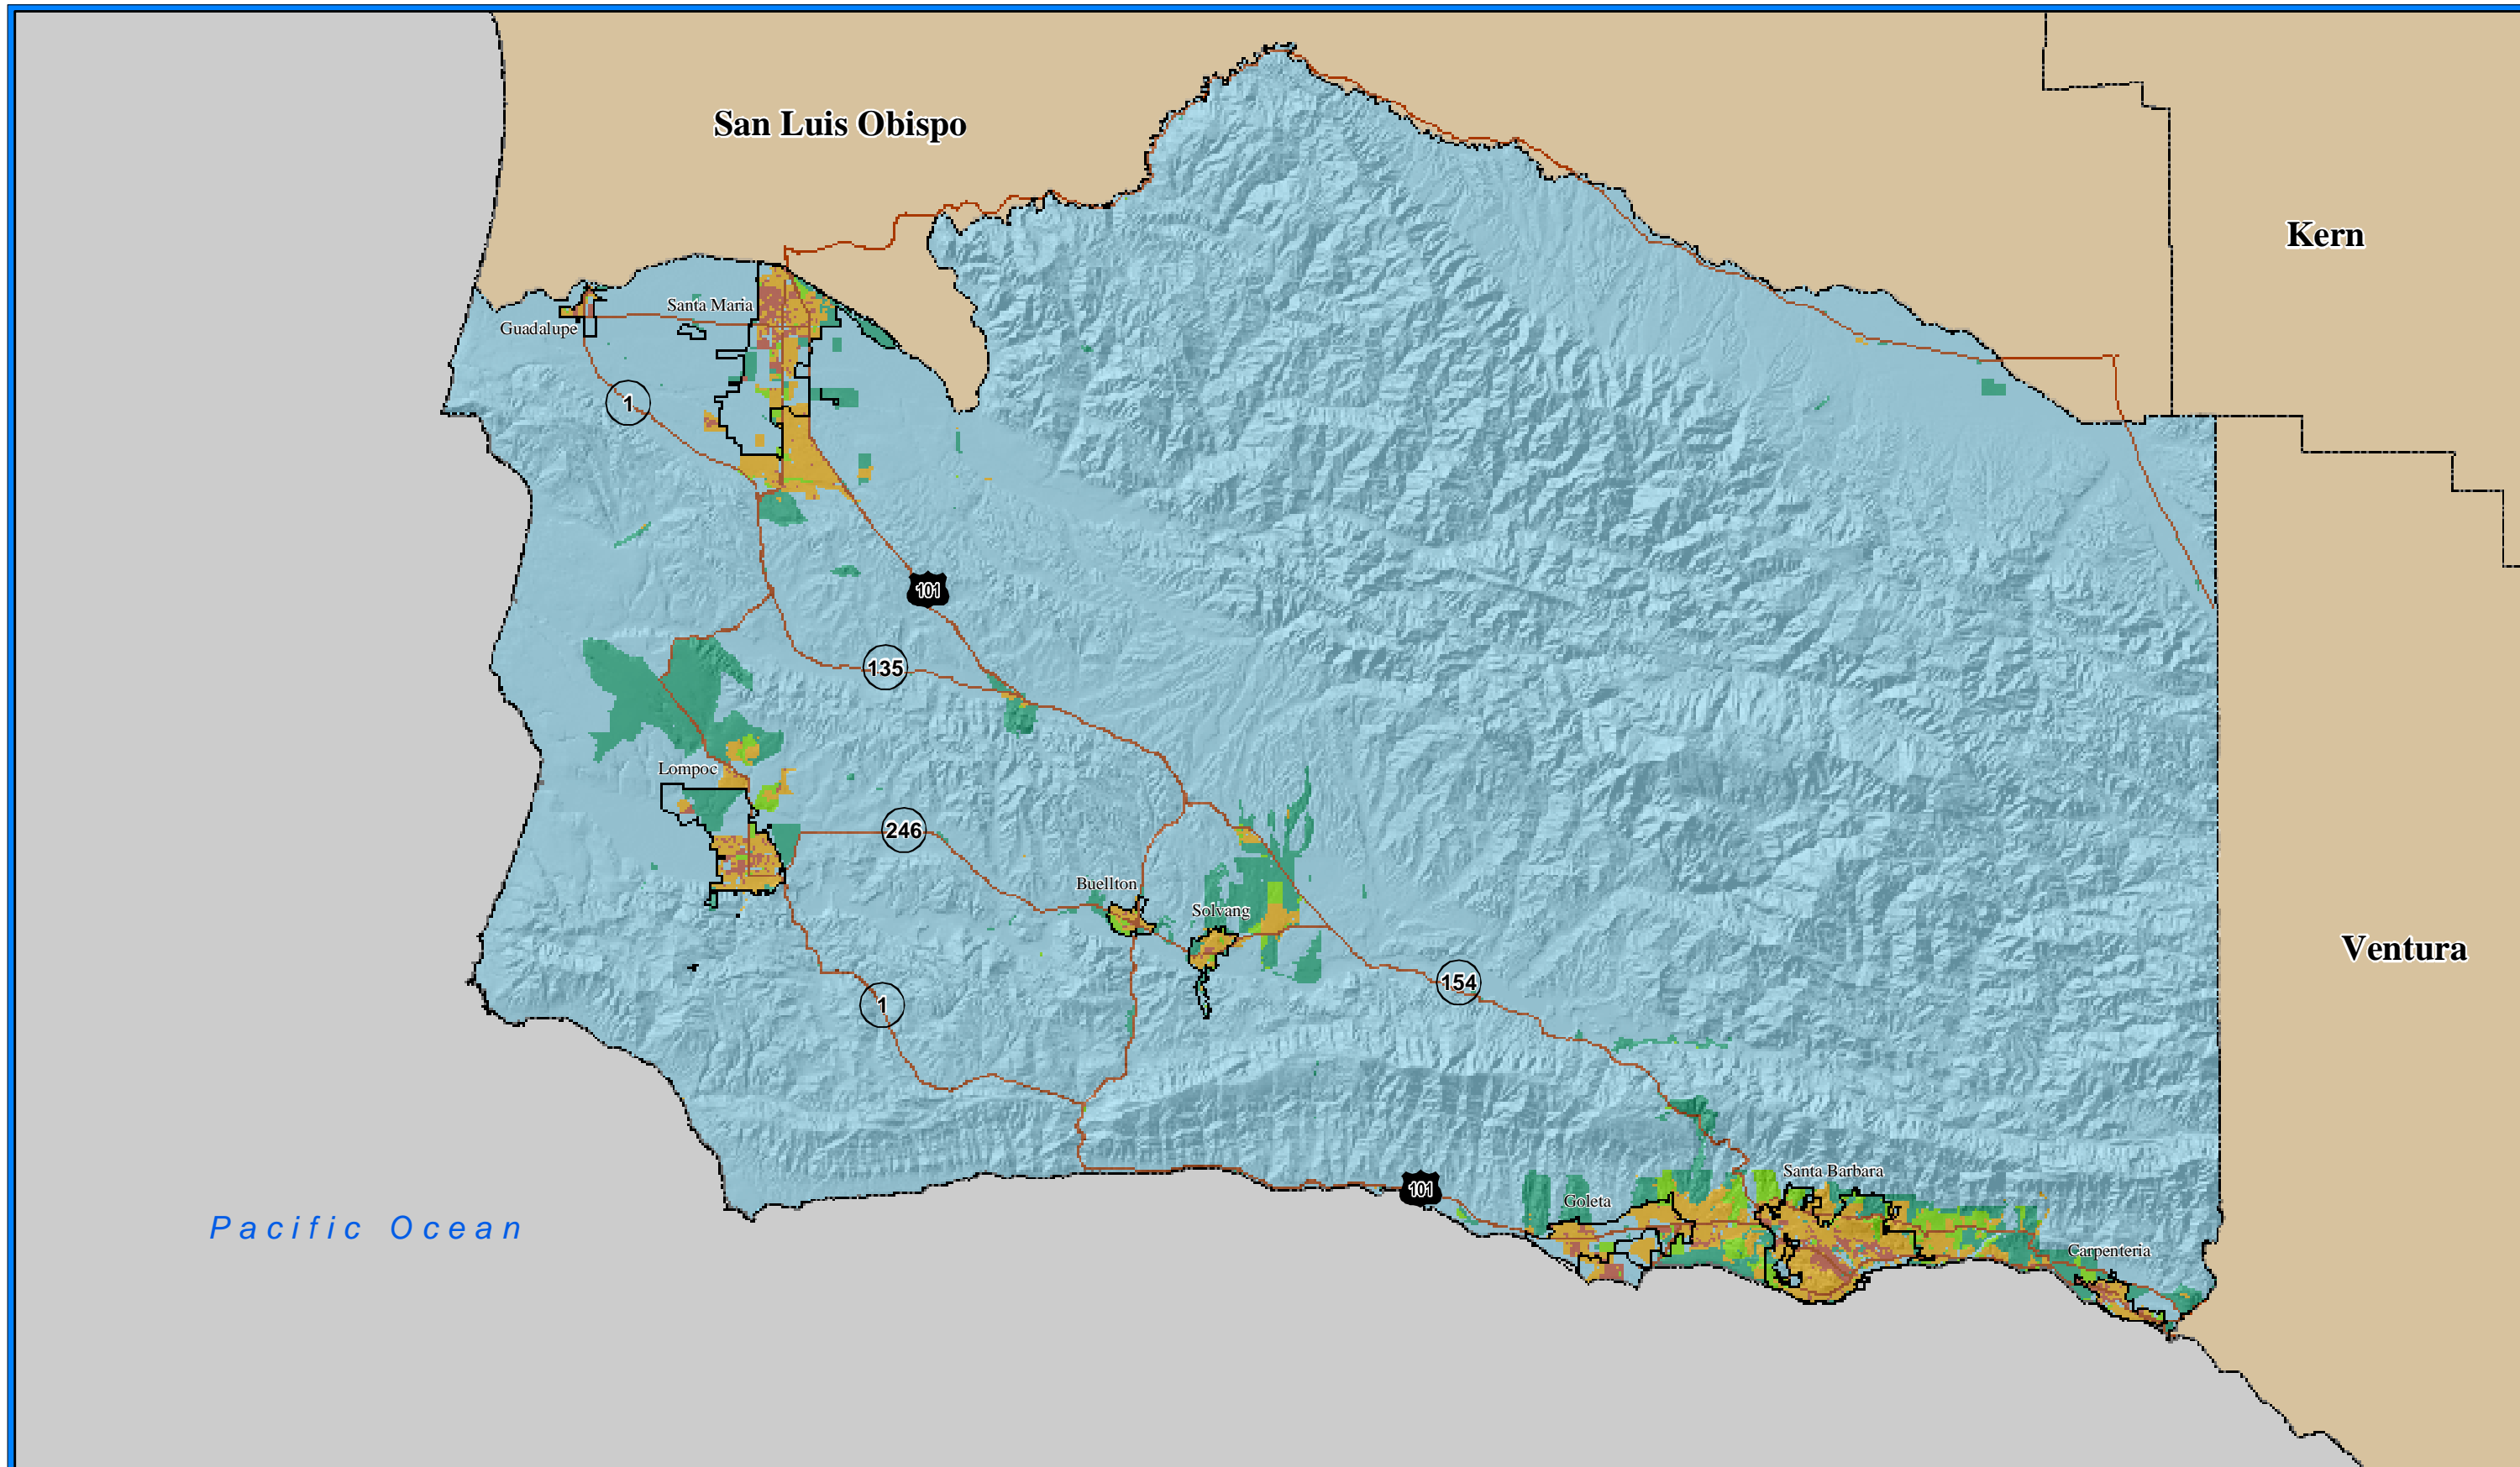 San Luis Obispo
Kern
Santa Maria
Guadalupe
1
101
135
Lompoc
246
Buellton
Solvang
Ventura
154
1
Santa Barbara
101
Goleta
Pacific Ocean
Carpenteria